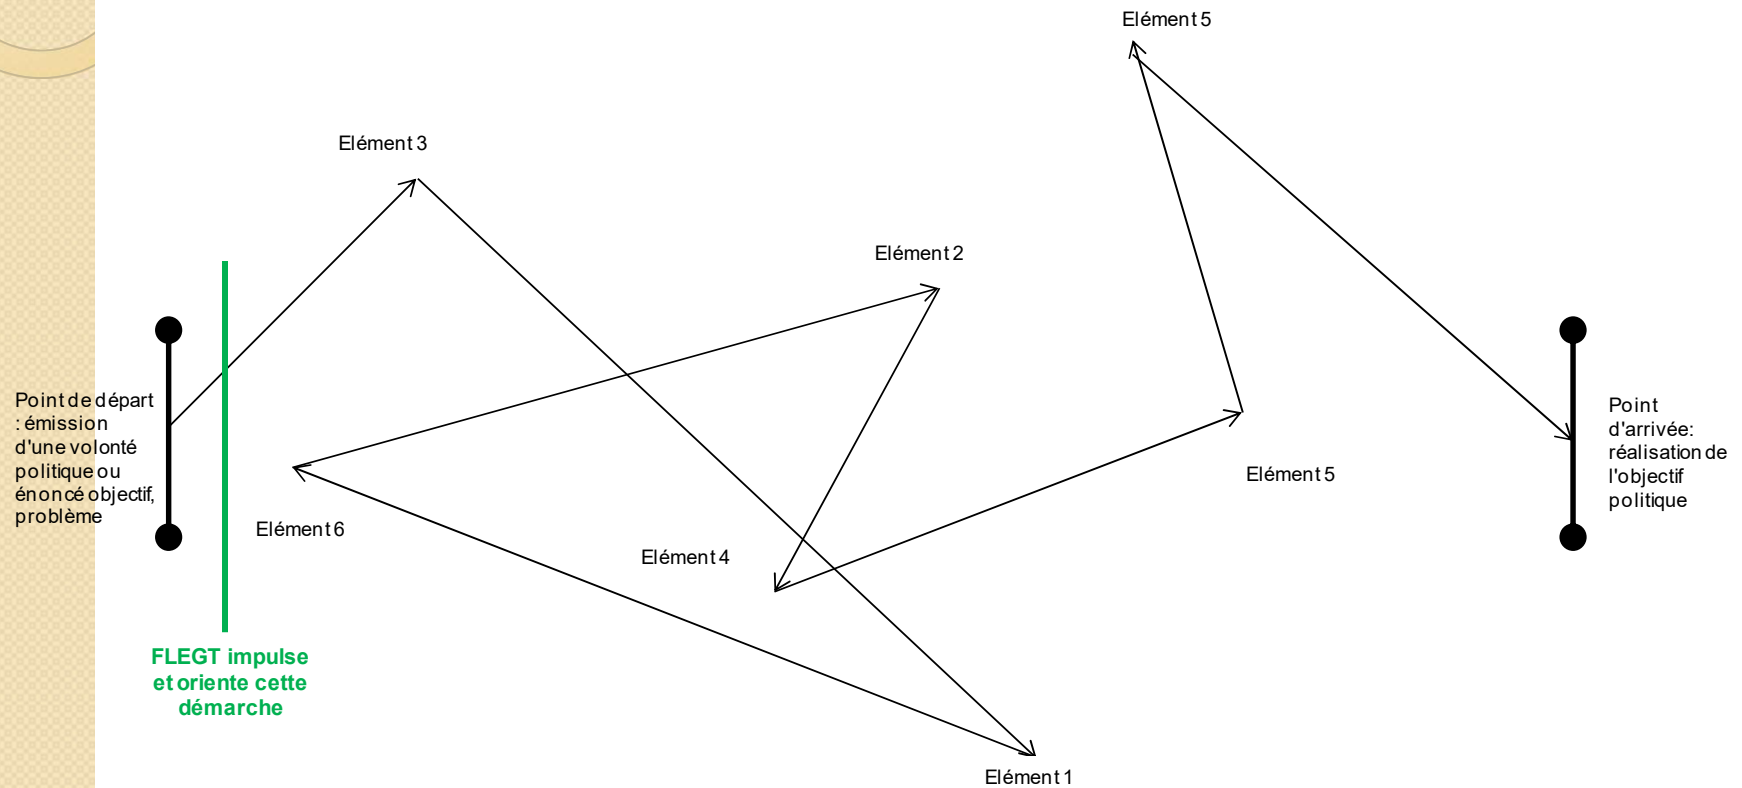 Elément 5
Elément 3
Elément 2
Point de départ
: émission
d'une volonté
politique ou
énoncé objectif,
problème
Point
d'arrivée:
réalisation de
l'objectif
politique
Elément 5
Elément 6
Elément 4
FLEGT impulse
et oriente cette
démarche
Elément 1